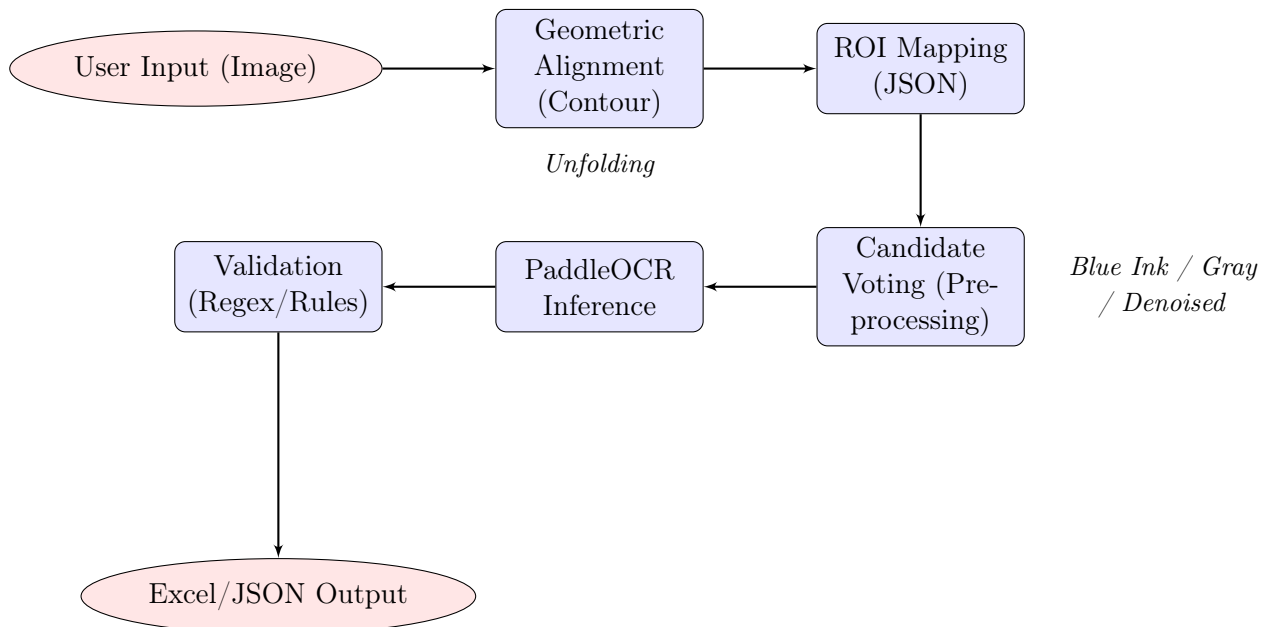 User Input (Image)
Geometric
Alignment
(Contour)
ROI Mapping
(JSON)
Unfolding
Candidate
Voting (Pre-
processing)
Blue Ink / Gray
/ Denoised
PaddleOCR
Inference
Validation
(Regex/Rules)
Excel/JSON Output